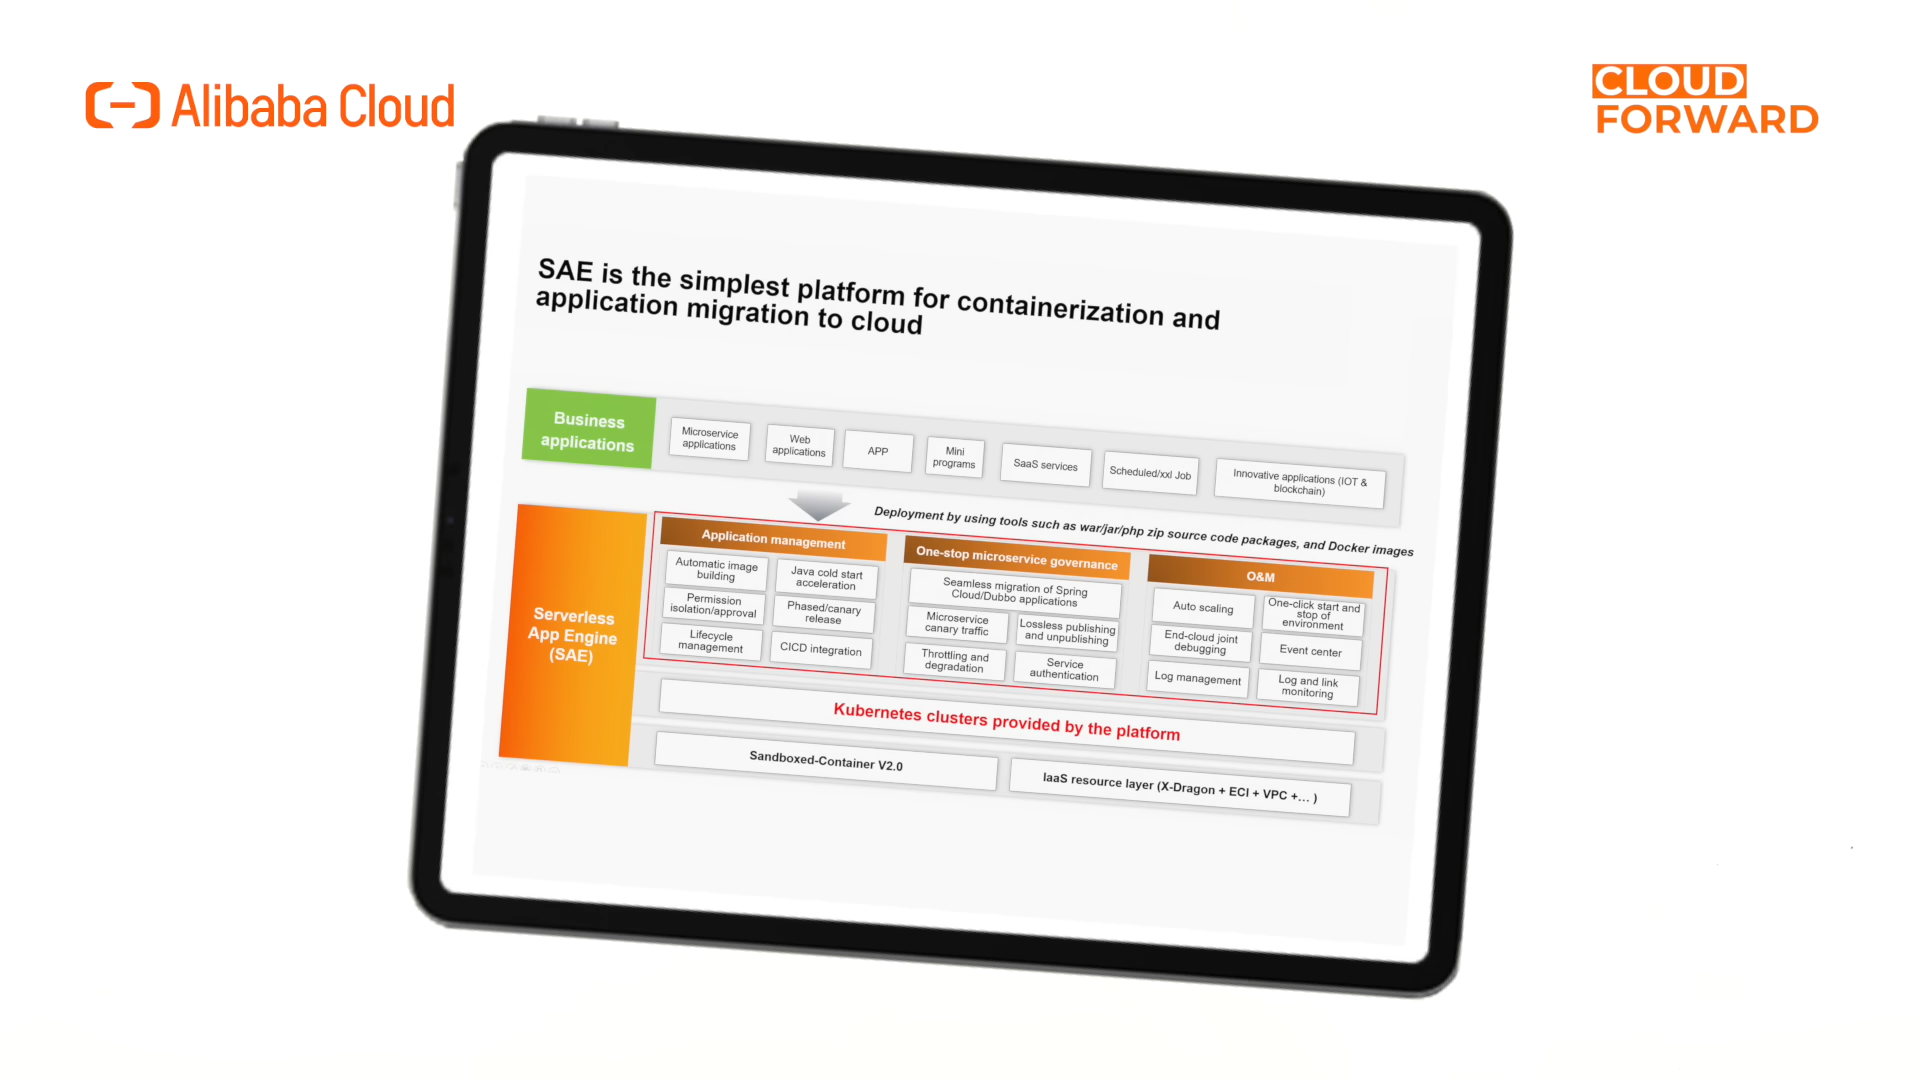 Alibaba Cloud
CLOUD
FORWARD
SAE is the simplest platform for containerization and
application migration to cloud
Business
applications
Microservice
applications
Web
applications
APP
Mini
programs
SaaS services
Scheduled/xxl Job
Innovative applications (IOT &
blockchain)
Deployment by using tools such as war/jar/php zip source code packages, and Docker images
Serverless
App Engine
(SAE)
Application management
Automatic image
building
Java cold start
acceleration
Permission
isolation/approval
Phased/canary
release
Lifecycle
management
CICD integration
One-stop microservice governance
Seamless migration of Spring
Cloud/Dubbo applications
Microservice
canary traffic
Lossless publishing
and unpublishing
Throttling and
degradation
Service
authentication
O&M
Auto scaling
One-click start and
stop of
environment
End-cloud joint
debugging
Event center
Log management
Log and link
monitoring
Kubernetes clusters provided by the platform
Sandboxed-Container V2.0
IaaS resource layer (X-Dragon + ECI + VPC +... )